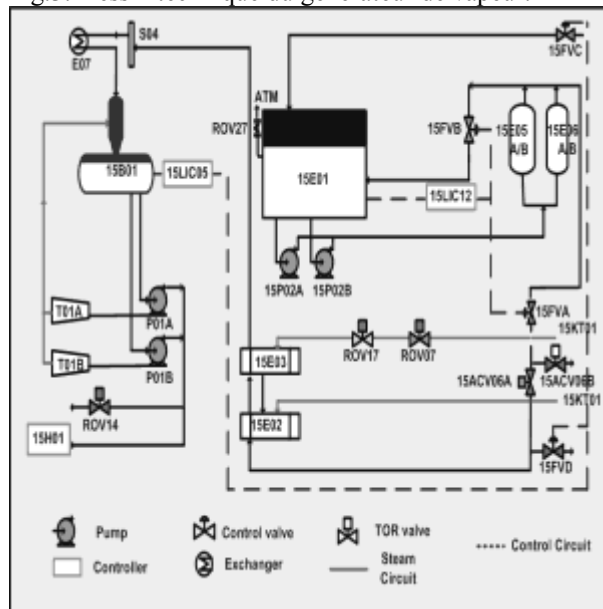 S04
E07
15FVC
ATM
ROV27
15FVB
15E05
A/B
15E06
A/B
15B01
15LIC05
15E01
15LIC12
15P02A
15P02B
T01A
P01A
15FVA
15KT01
15E03
ROV17
ROV07
T01B
P01B
15ACV06A
15ACV06B
15KT01
ROV14
15E02
15H01
15FVD
Pump
Control valve
TOR valve
Control Circuit
Controller
Exchanger
Steam
Circuit